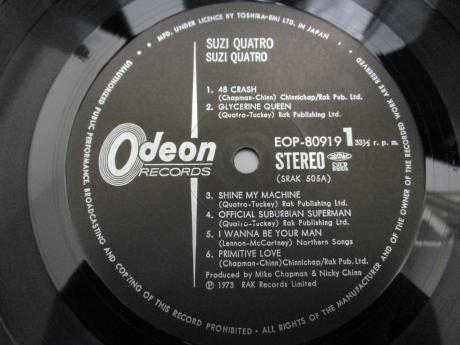 MFD. UNDER LICENCE BY TOSHIBA-EMI LTD. IN JAPAN
UNAUTHORIZED PUBLIC PERFORMANCE BROADCASTING AND COPYING OF THIS RECORD PROHIBITED • ALL RIGHTS OF THE MANUFACTURER AND OF THE OWNER OF THE RECORDED WORK ARE RESERVED
SUZI QUATRO
SUZI QUATRO
1. 48 CRASH
(Chapman-Chinn) Chinnichap/Rak Pub. Ltd.
2. GLYCERINE QUEEN
(Quatro-Tuckey) Rak Publishing Ltd.
Odeon
RECORDS
EOP-80919 1 33⅓ r. p. m.
STEREO
(SRAK 505A)
3. SHINE MY MACHINE
(Quatro-Tuckey) Rak Publishing Ltd.
4. OFFICIAL SUBURBIAN SUPERMAN
(Quatro-Tuckey) Rak Publishing Ltd.
5. I WANNA BE YOUR MAN
(Lennon-McCartney) Northern Songs
6. PRIMITIVE LOVE
(Chapman-Chinn) Chinnichap/Rak Pub. Ltd.
Produced by Mike Chapman & Nicky Chinn
℗ 1973 RAK Records Limited